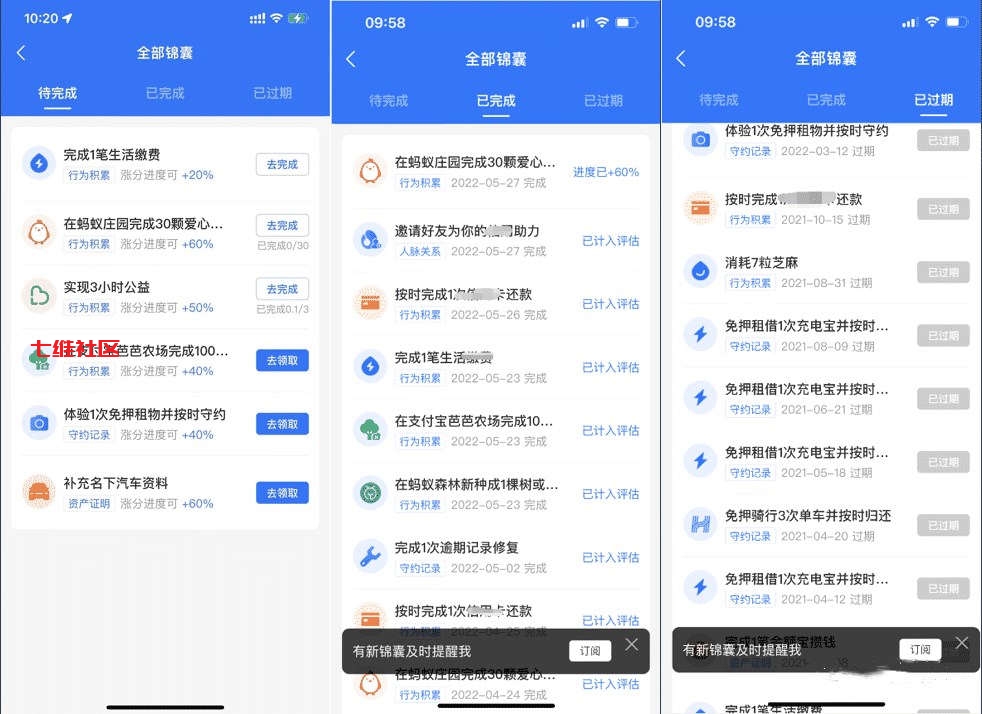 10:20
全部锦囊
待完成 已完成 已过期
完成1笔生活缴费
行为积累 涨分进度可 +20%
去完成
在蚂蚁庄园完成30颗爱心...
行为积累 涨分进度可 +60%
去完成
已完成0/30
实现3小时公益
行为积累 涨分进度可 +50%
去完成
已完成0.1/3
七维社区
芭芭农场完成100...
行为积累 涨分进度可 +40%
去领取
体验1次免押租物并按时守约
守约记录 涨分进度可 +40%
去领取
补充名下汽车资料
资产证明 涨分进度可 +60%
去领取
09:58
全部锦囊
待完成 已完成 已过期
在蚂蚁庄园完成30颗爱心...
行为积累 2022-05-27 完成
进度已+60%
邀请好友为你的 助力
人脉关系 2022-05-27 完成
已计入评估
按时完成1次 卡还款
行为积累 2022-05-26 完成
已计入评估
完成1笔生活缴费
行为积累 2022-05-23 完成
已计入评估
在支付宝芭芭农场完成10...
行为积累 2022-05-23 完成
已计入评估
在蚂蚁森林新种成1棵树或...
行为积累 2022-05-23 完成
已计入评估
完成1次逾期记录修复
守约记录 2022-05-02 完成
已计入评估
按时完成1次信用卡还款
行为积累
已计入评估
有新锦囊及时提醒我
订阅
在蚂蚁庄园完成30颗爱心...
行为积累 2022-04-24 完成
已计入评估
09:58
全部锦囊
待完成 已完成 已过期
体验1次免押租物并按时守约
守约记录 2022-03-12 过期
已过期
按时完成 还款
行为积累 2021-10-15 过期
已过期
消耗7粒芝麻
行为积累 2021-08-31 过期
已过期
免押租借1次充电宝并按时...
守约记录 2021-08-09 过期
已过期
免押租借1次充电宝并按时...
守约记录 2021-06-21 过期
已过期
免押租借1次充电宝并按时...
守约记录 2021-05-18 过期
已过期
免押骑行3次单车并按时归还
守约记录 2021-04-20 过期
已过期
免押租借1次充电宝并按时...
守约记录 2021-04-12 过期
已过期
完成1笔余额宝攒钱
资产证明 2021-
有新锦囊及时提醒我
订阅
完成1笔生活缴费